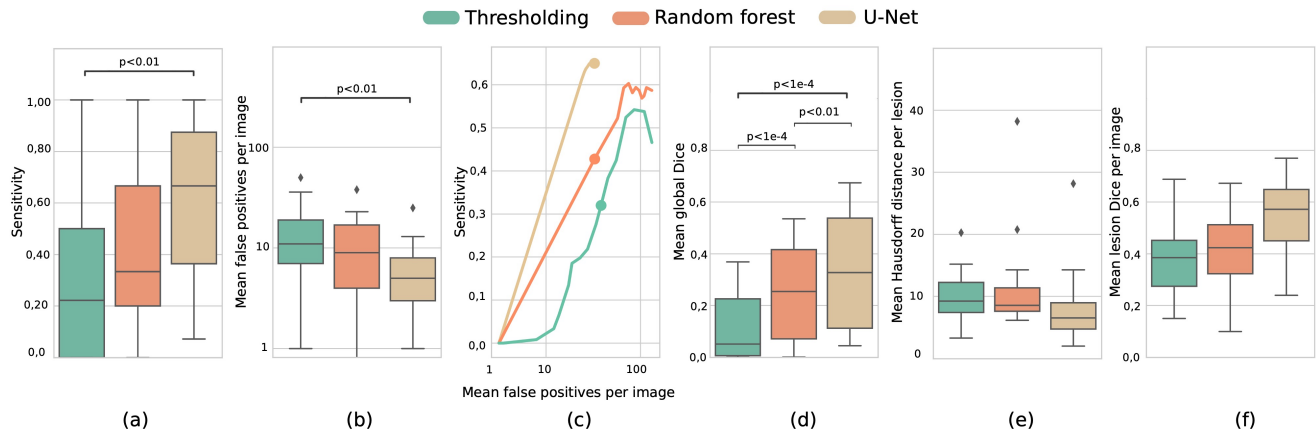 Thresholding Random forest U-Net
Sensitivity
1,00
0,80
0,60
0,40
0,20
0,0
p<0.01
(a)
Mean false positives per image
100
10
1
p<0.01
(b)
Sensitivity
0,6
0,5
0,4
0,3
0,2
0,1
0,0
1 10 100
Mean false positives per image
(c)
Mean global Dice
0,8
0,6
0,4
0,2
0,0
p<1e-4
p<0.01
p<1e-4
(d)
Mean Hausdorff distance per lesion
40
30
20
10
0
(e)
Mean lesion Dice per image
0,8
0,6
0,4
0,2
0,0
(f)